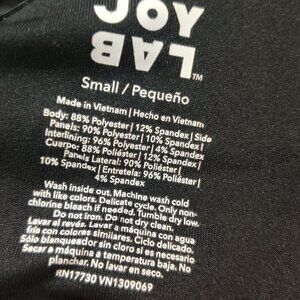 JOY
LAB™
Small / Pequeño
Made in Vietnam | Hecho en Vietnam
Body: 88% Polyester | 12% Spandex | Side
Panels: 90% Polyester | 10% Spandex |
Interlining: 96% Polyester | 4% Spandex
Cuerpo: 88% Poliéster | 12% Spandex |
Panels Lateral: 90% Poliéster |
10% Spandex | Entretela: 96% Poliéster |
4% Spandex
Wash inside out. Machine wash cold
with like colors. Delicate cycle. Only non-
chlorine bleach if needed. Tumble dry low.
Do not iron. Do not dry clean.
Lavar al revés. Lavar a máquina con agua
fría con colores similares. Ciclo delicado.
Sólo blanqueador sin cloro si es necesario.
Secar a máquina a temperatura baja. No
planchar. No lavar en seco.
RN17730 VN1309069